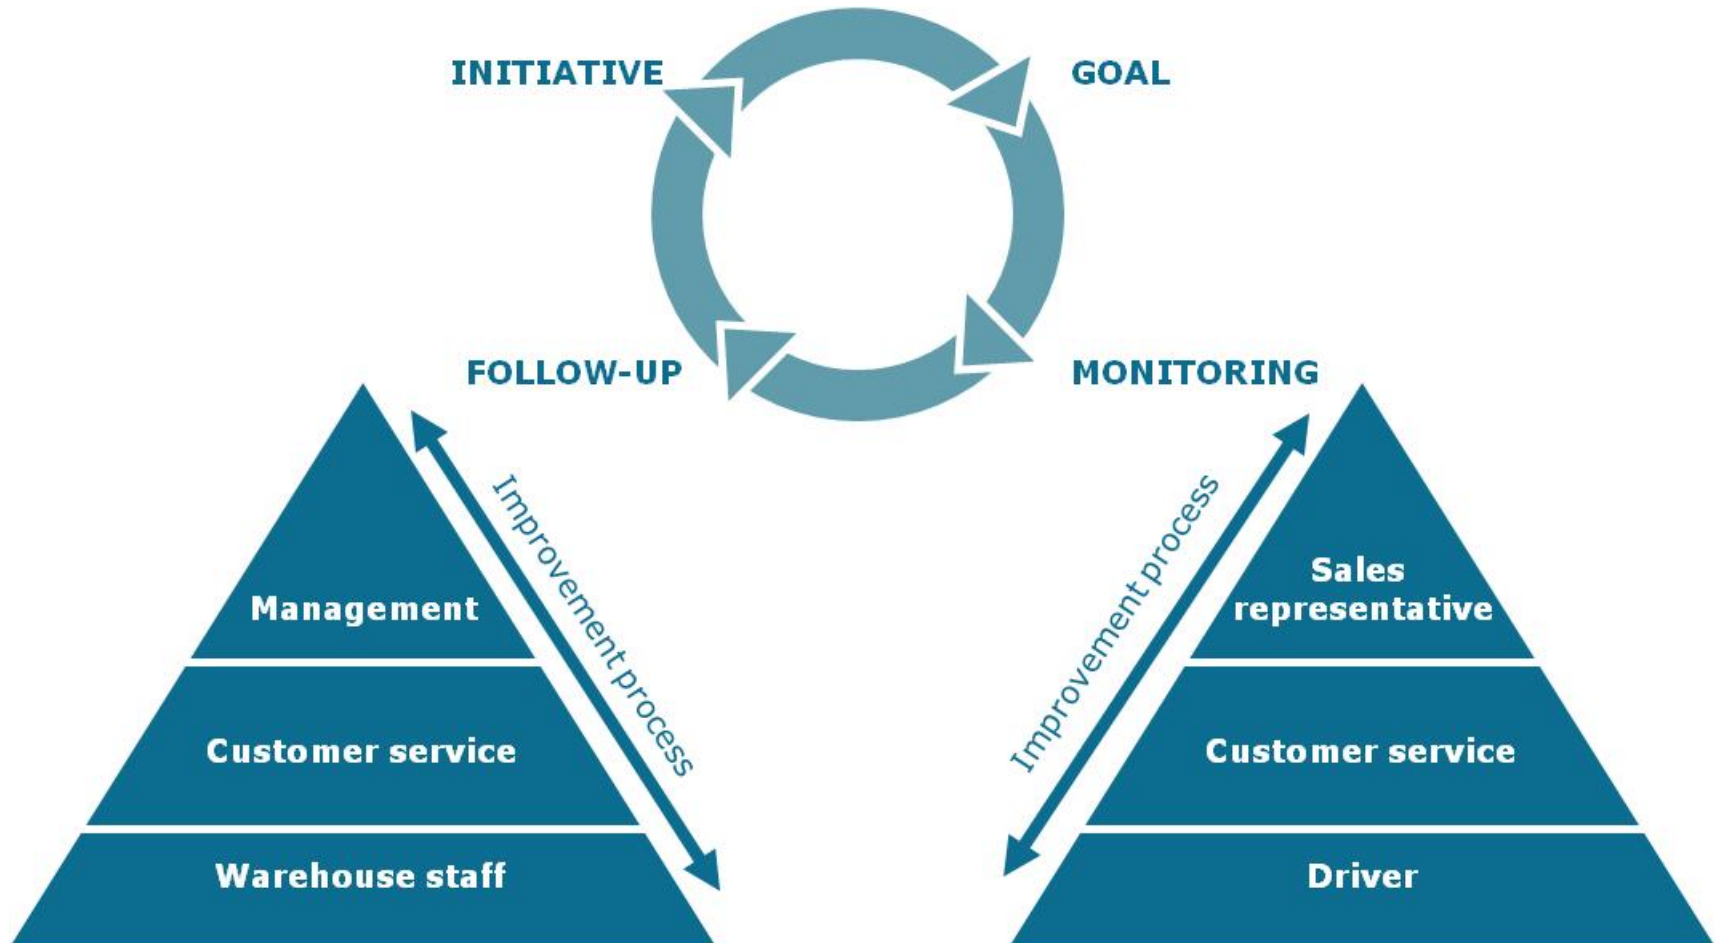 INITIATIVE
GOAL
FOLLOW-UP
MONITORING
Improvement process
Management
Customer service
Warehouse staff
Improvement process
Sales
representative
Customer service
Driver